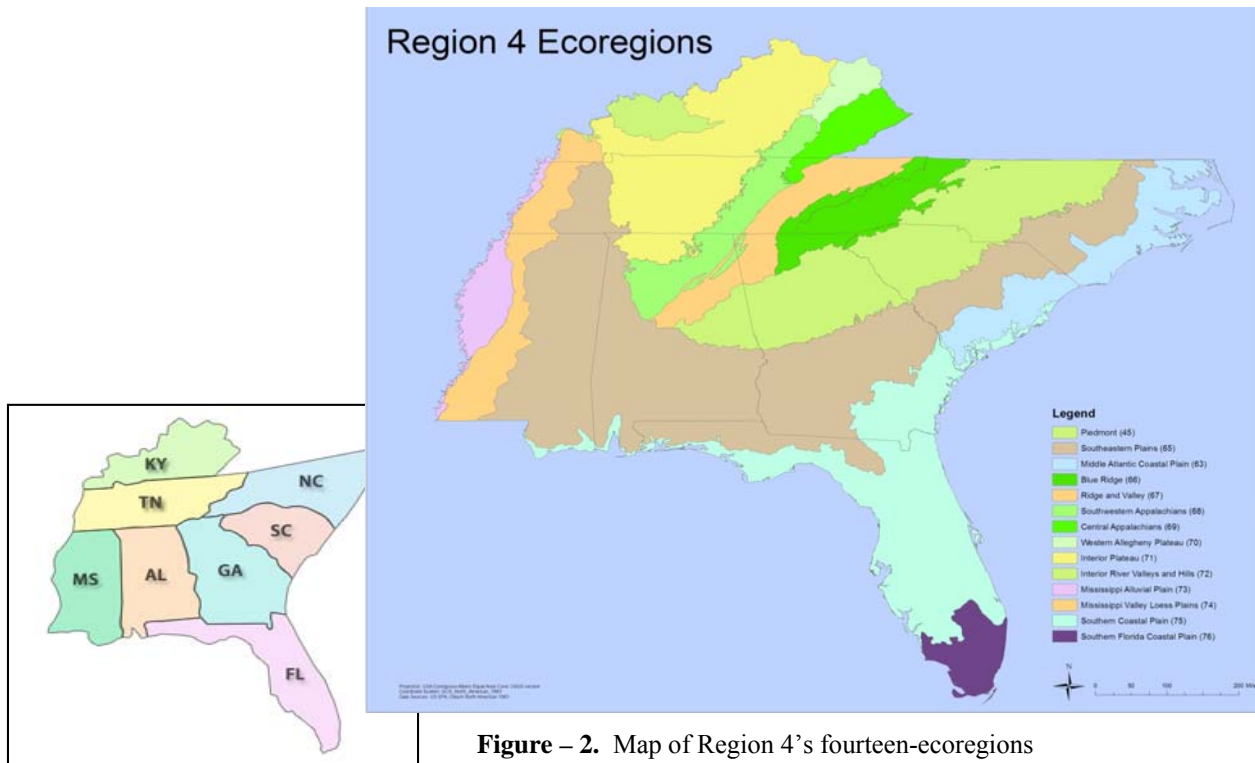 Region 4 Ecoregions
Legend
Piedmont (45)
Southeastern Plains (65)
Middle Atlantic Coastal Plain (63)
Blue Ridge (66)
Ridge and Valley (67)
Southwestern Appalachians (68)
Central Appalachians (69)
Western Allegheny Plateau (70)
Interior Plateau (71)
Interior River Valleys and Hills (72)
Mississippi Alluvial Plain (73)
Mississippi Valley Loess Plains (74)
Southern Coastal Plain (75)
Southern Florida Coastal Plain (76)
N
0 50 100 200
KY
TN
NC
SC
MS
AL
GA
FL
Figure – 2. Map of Region 4’s fourteen-ecoregions